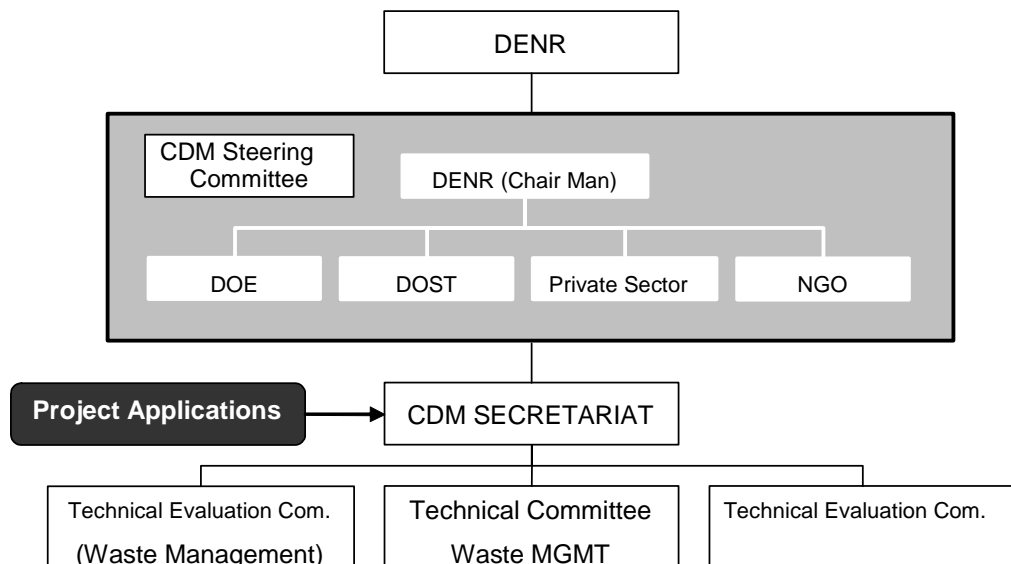 DENR
CDM Steering
Committee
DENR (Chair Man)
DOE
DOST
Private Sector
NGO
Project Applications
CDM SECRETARIAT
Technical Evaluation Com.
(Waste Management)
Technical Committee
Waste MGMT
Technical Evaluation Com.